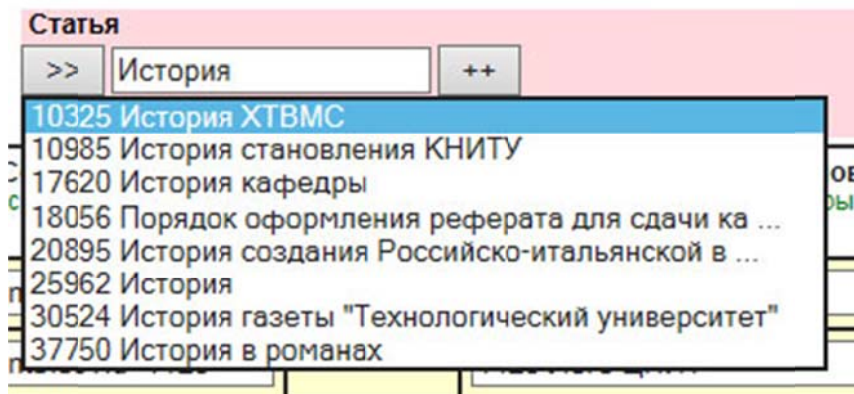 Статья
>> История ++
10325 История ХТВМС
10985 История становления КНИТУ
17620 История кафедры
18056 Порядок оформления реферата для сдачи ка ...
20895 История создания Российско-итальянской в ...
25962 История
30524 История газеты "Технологический университет"
37750 История в романах